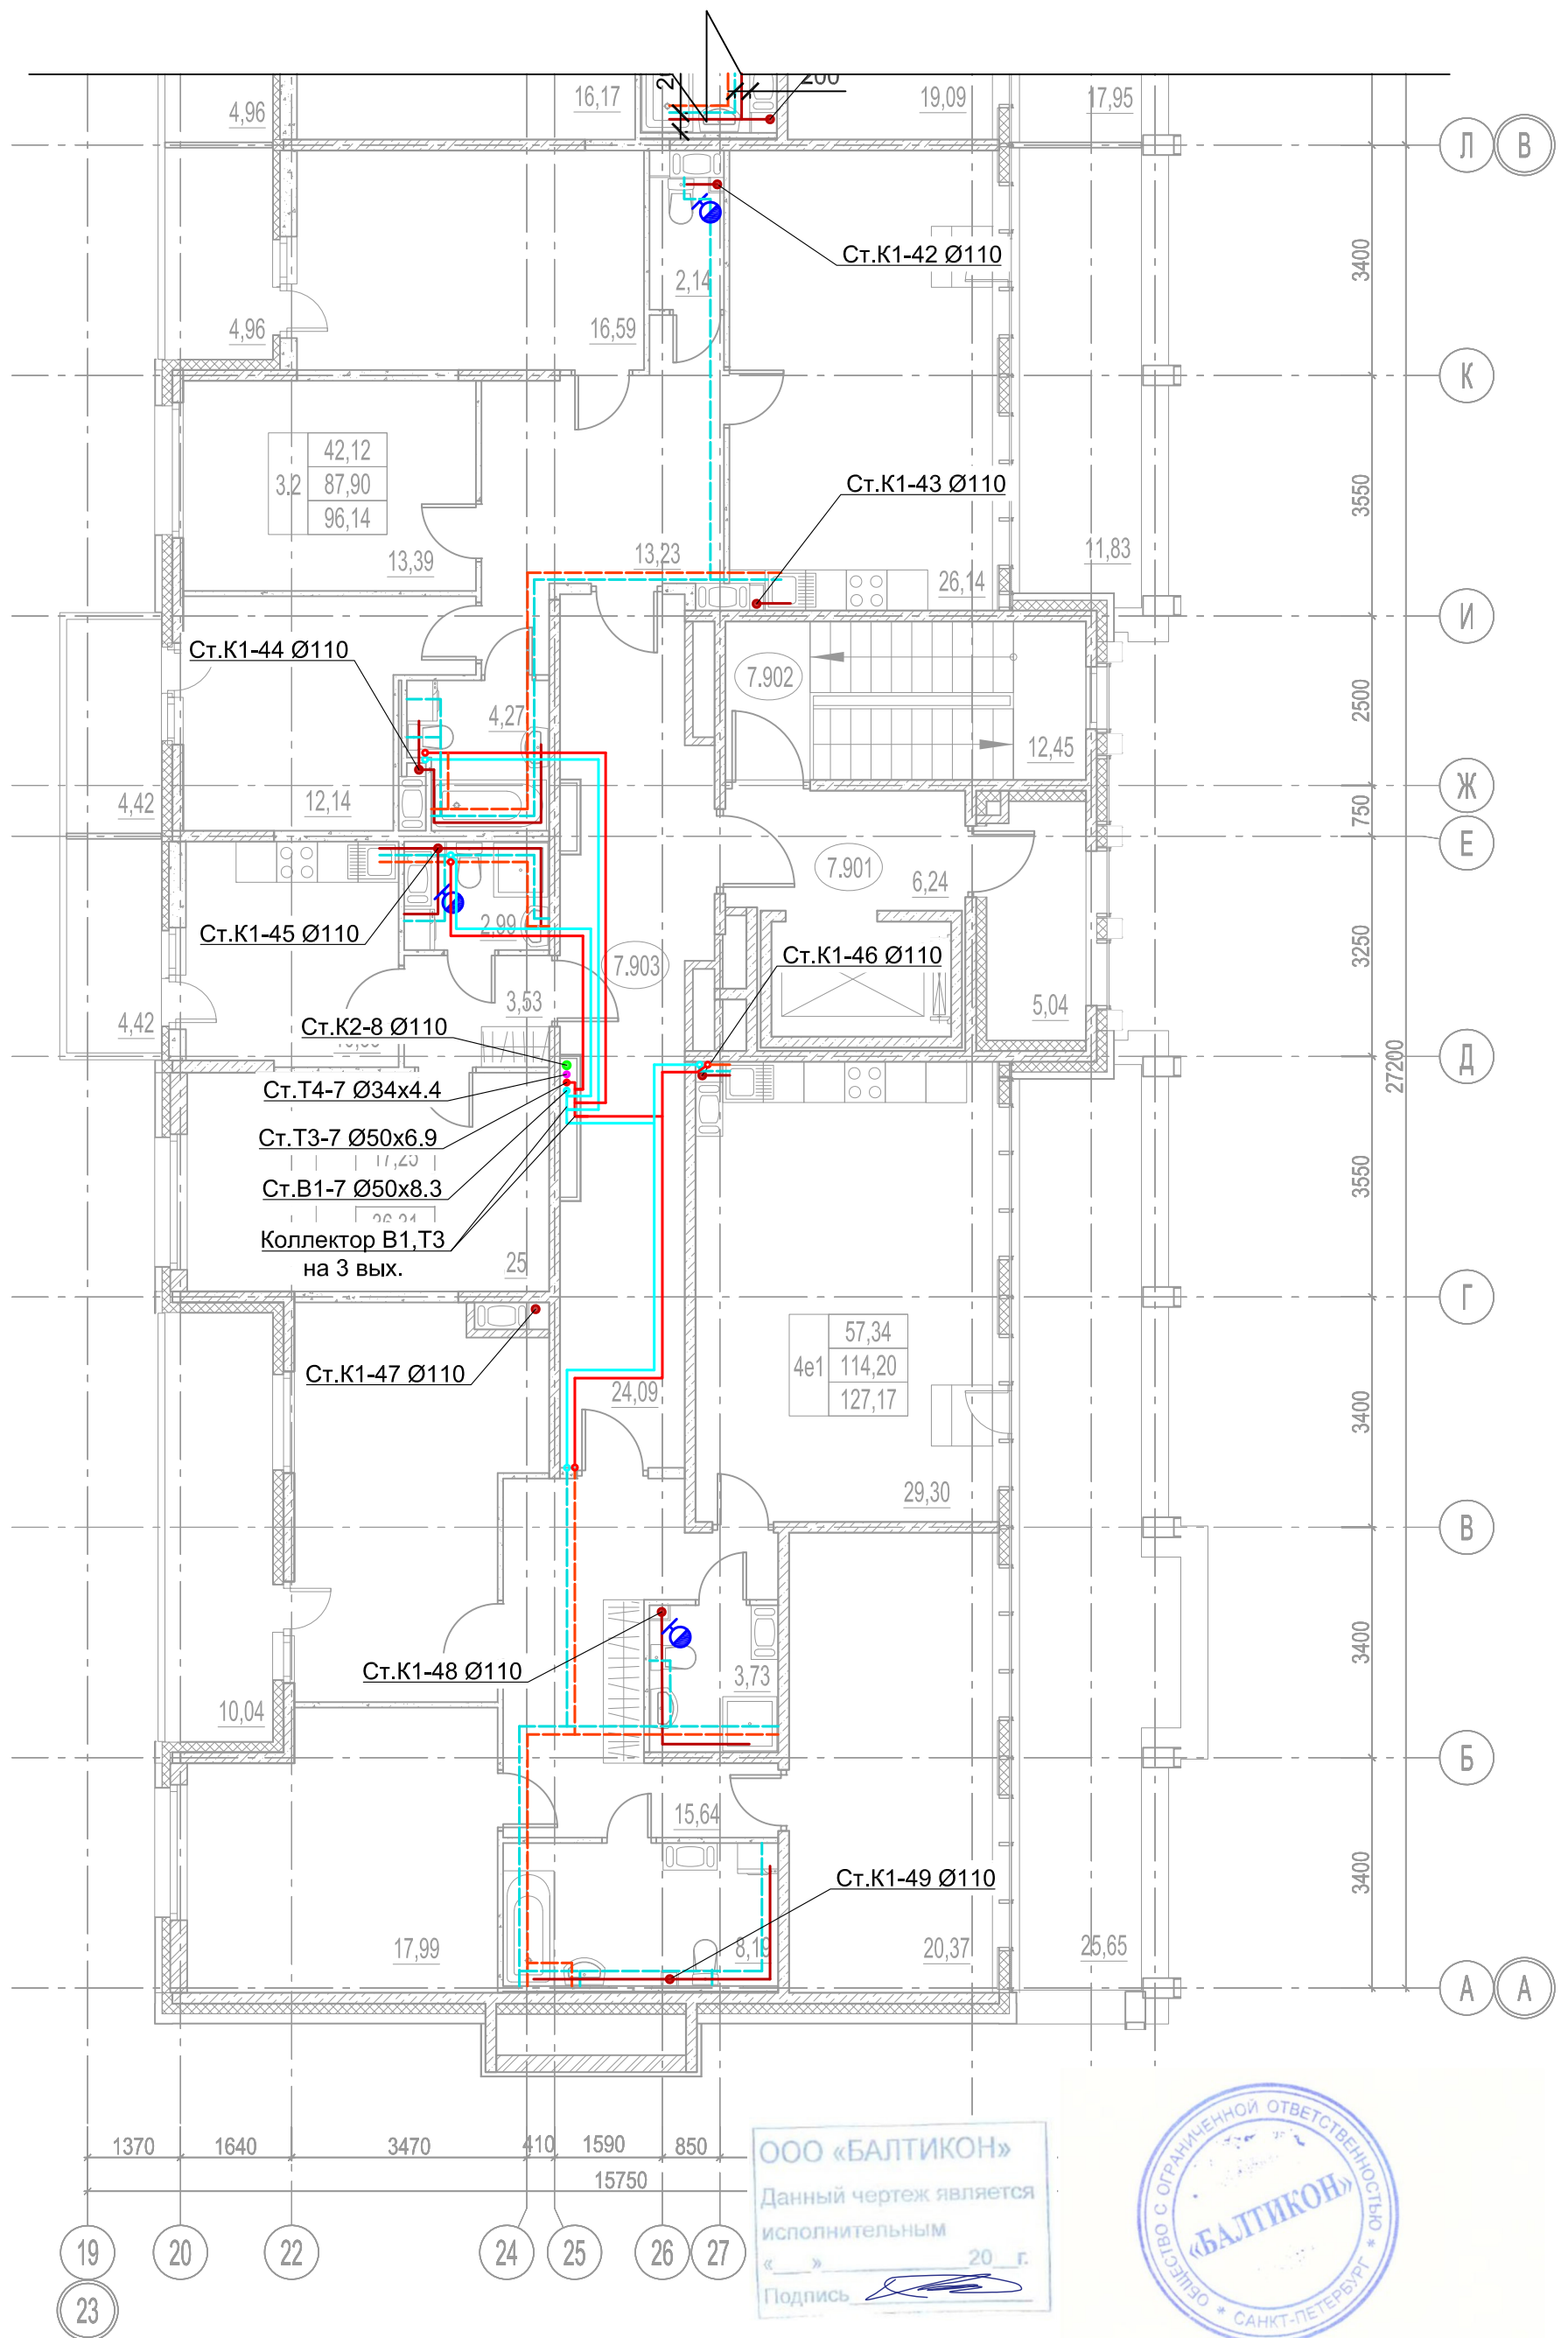 200
16,17
19,09
17,95
4,96
Л
В
Ст.К1-42 Ø110
3400
2,14
4,96
16,59
К
42,12
3.2
87,90
96,14
Ст.К1-43 Ø110
3550
13,39
13,23
26,14
11,83
И
Ст.К1-44 Ø110
7.902
4,27
12,45
2500
4,42
12,14
Ж
750
Е
7.901
6,24
Ст.К1-45 Ø110
2,99
Ст.К1-46 Ø110
3250
7.903
4,42
3,53
5,04
Ст.К2-8 Ø110
Д
27200
Ст.Т4-7 Ø34х4.4
Ст.Т3-7 Ø50х6.9
17,25
Ст.В1-7 Ø50х8.3
3550
Коллектор В1,Т3
на 3 вых.
25
Г
57,34
4е1
114,20
127,17
Ст.К1-47 Ø110
24,09
3400
29,30
В
Ст.К1-48 Ø110
3,73
3400
10,04
Б
15,64
Ст.К1-49 Ø110
3400
17,99
8,19
20,37
25,65
А
А
1370
1640
3470
410
1590
850
15750
19
20
22
24
25
26
27
23
ООО «БАЛТИКОН»
Данный чертеж является
исполнительным
«___»____________20__г.
Подпись
ОБЩЕСТВО С ОГРАНИЧЕННОЙ ОТВЕТСТВЕННОСТЬЮ
«БАЛТИКОН»
* САНКТ-ПЕТЕРБУРГ *